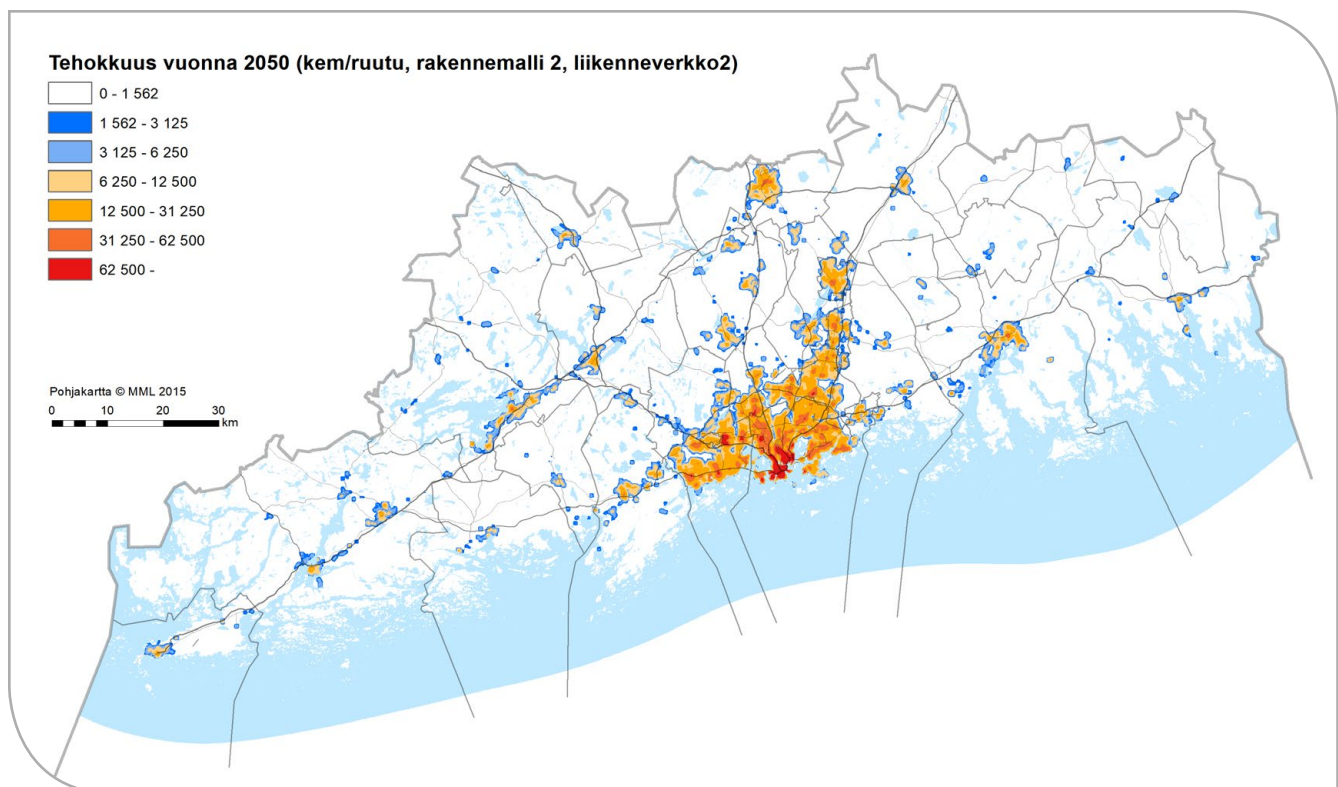 Tehokkuus vuonna 2050 (kem/ruutu, rakennemalli 2, liikenneverkko2)
0 - 1 562
1 562 - 3 125
3 125 - 6 250
6 250 - 12 500
12 500 - 31 250
31 250 - 62 500
62 500 -
Pohjakartta © MML 2015
0 10 20 30
km